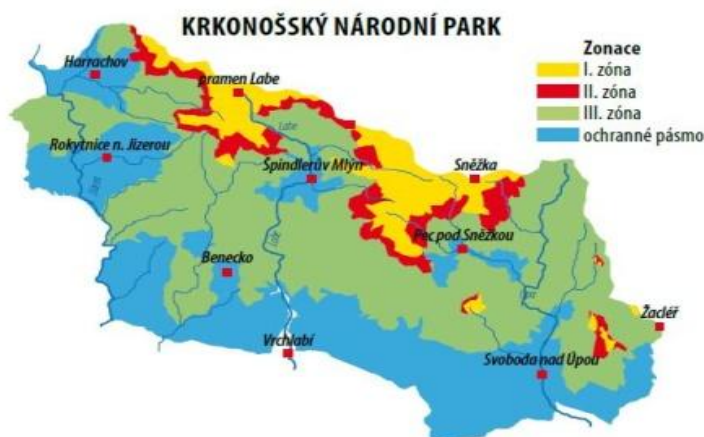 KRKONOŠSKÝ NÁRODNÍ PARK
Zonace
I. zóna
II. zóna
III. zóna
ochranné pásmo
Harrachov
pramen Labe
Labe
Rokytnice n. Jizerou
Špindlerův Mlýn
Sněžka
Labe
Pec pod Sněžkou
Benecko
Žacléř
Vrchlabí
Svoboda nad Úpou